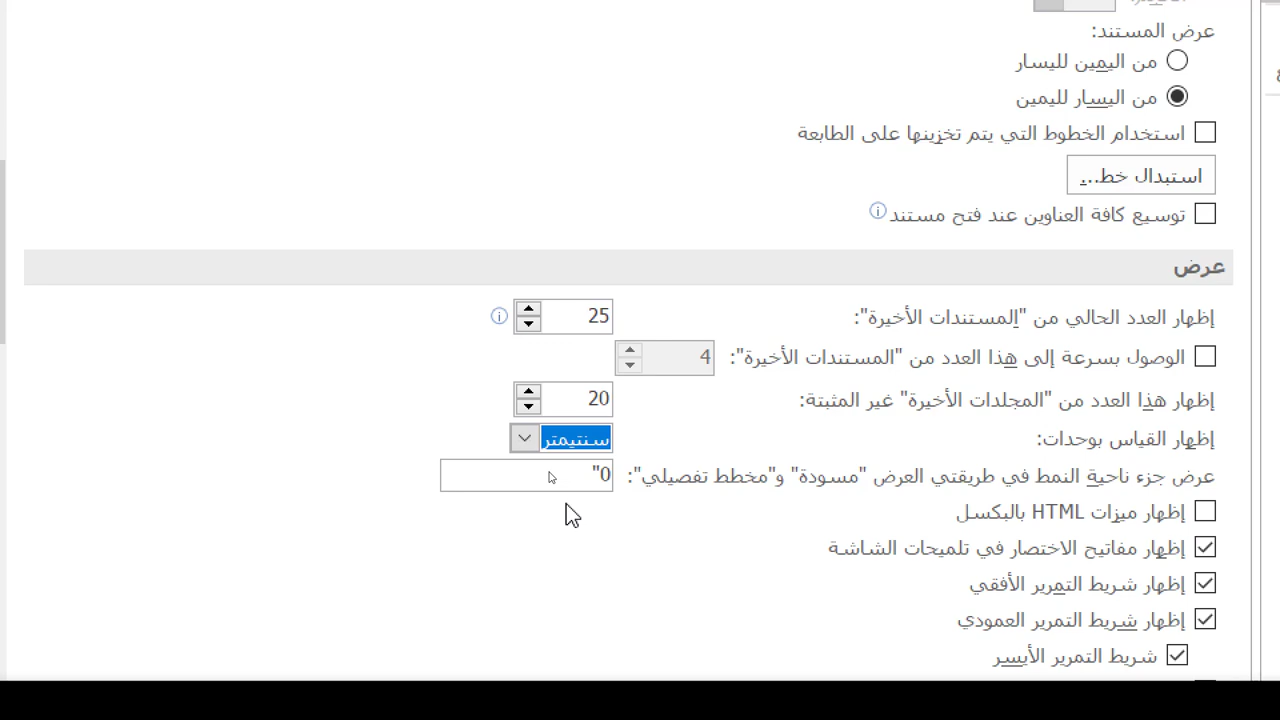 عرض المستند:
من اليمين لليسار
من اليسار لليمين
استخدام الخطوط التي يتم تخزينها على الطابعة
استبدال خط...
توسيع كافة العناوين عند فتح مستند
عرض
إظهار العدد الحالي من "المستندات الأخيرة": 25
الوصول بسرعة إلى هذا العدد من "المستندات الأخيرة": 4
إظهار هذا العدد من "المجلدات الأخيرة" غير المثبتة: 20
إظهار القياس بوحدات: سنتيمتر
عرض جزء ناحية النمط في طريقتي العرض "مسودة" و"مخطط تفصيلي": 0"
إظهار ميزات HTML بالبكسل
إظهار مفاتيح الاختصار في تلميحات الشاشة
إظهار شريط التمرير الأفقي
إظهار شريط التمرير العمودي
شريط التمرير الأيسر